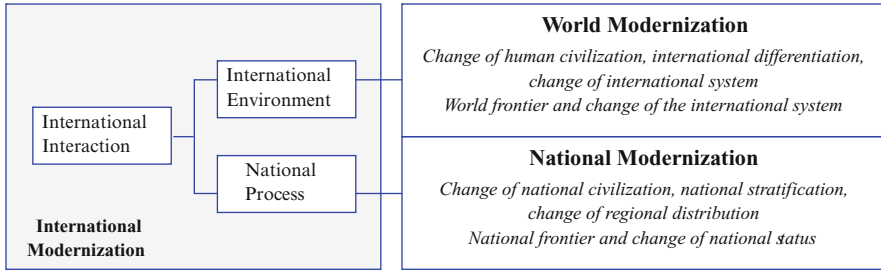 International
Interaction
International
Environment
National
Process
International
Modernization
World Modernization
Change of human civilization, international differentiation,
change of international system
World frontier and change of the international system
National Modernization
Change of national civilization, national stratification,
change of regional distribution
National frontier and change of national status